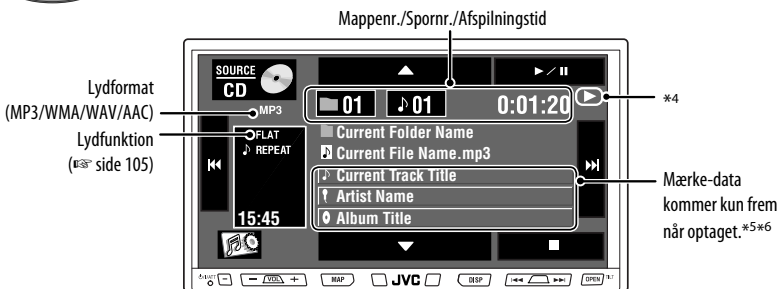 Mappenr./Spornr./Afspilningstid
Lydformat
(MP3/WMA/WAV/AAC)
Lydfunktion
(☞ side 105)
SOURCE
CD
MP3
01
01
0:01:20
*4
FLAT
REPEAT
Current Folder Name
Current File Name.mp3
Current Track Title
Artist Name
Album Title
15:45
Mærke-data
kommer kun frem
når optaget.*5*6
VOL
MAP
JVC
DISP
OPEN
TILT